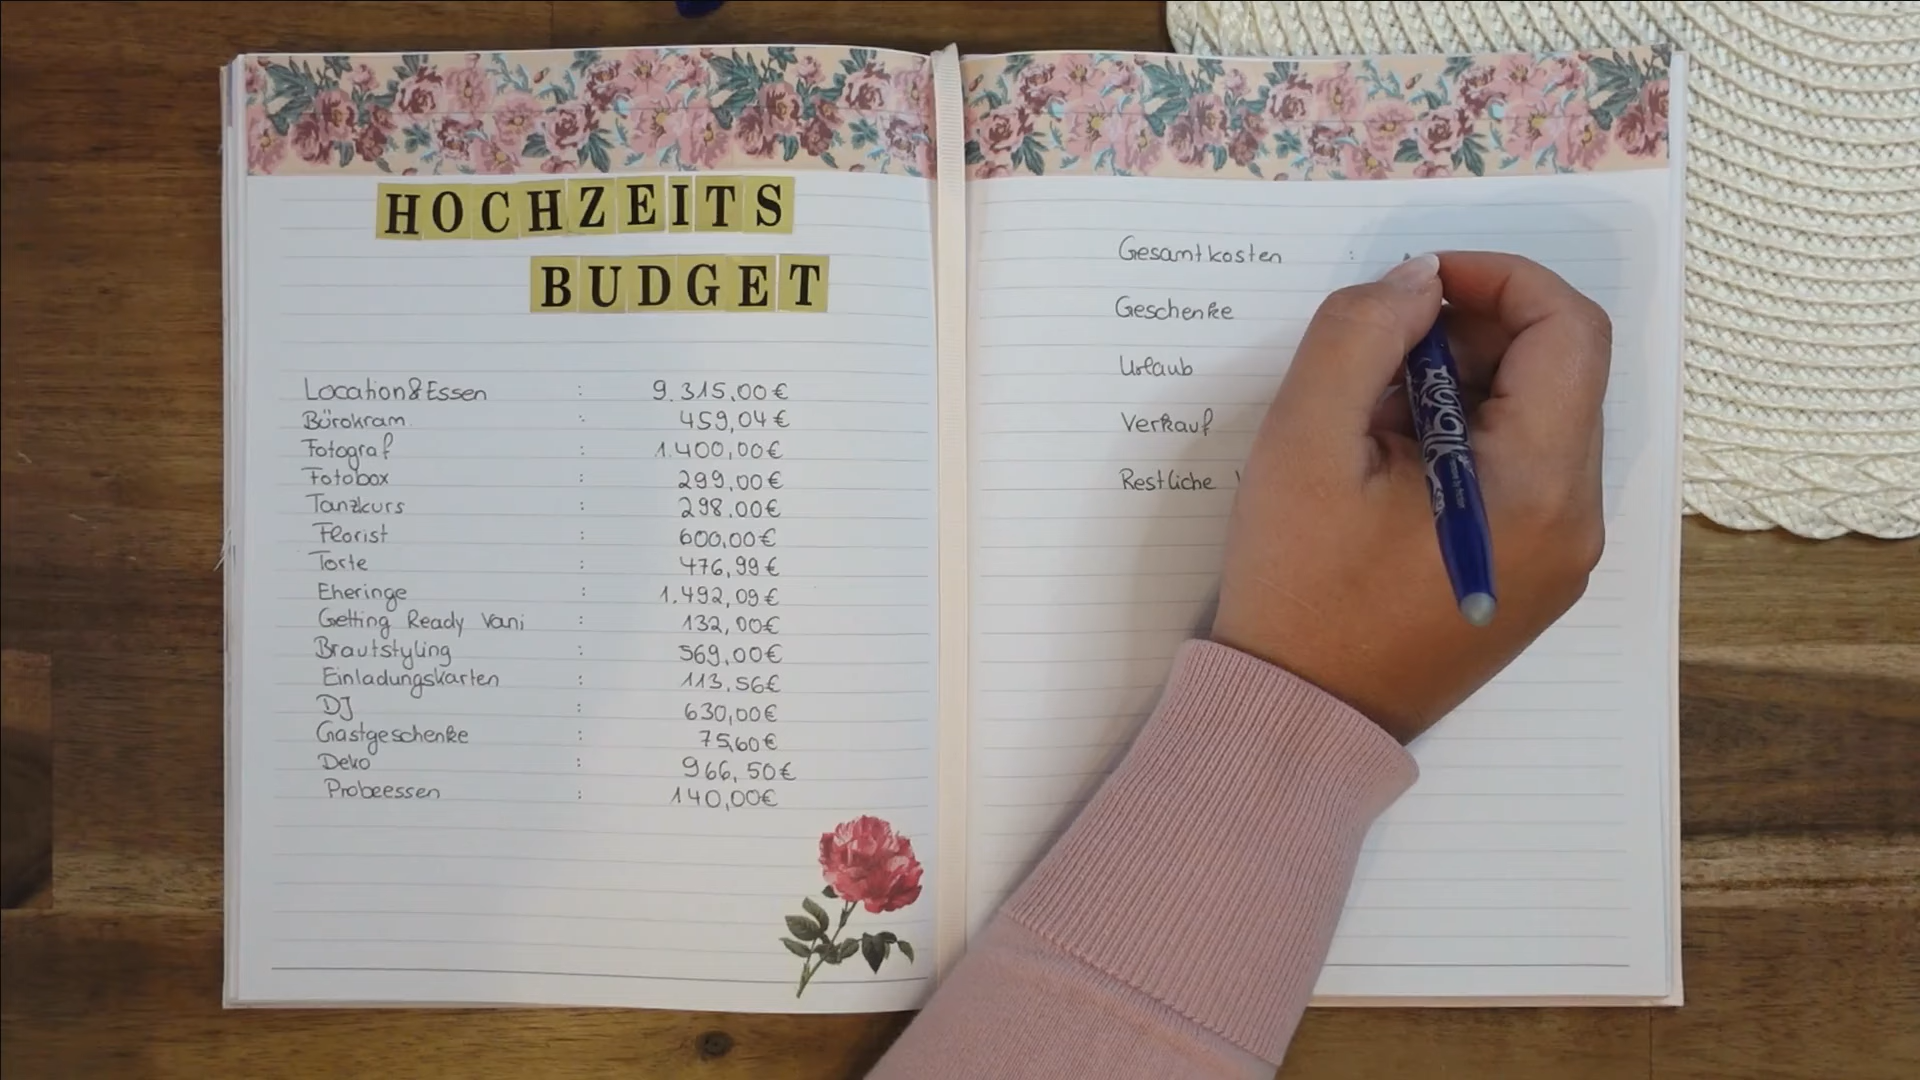 HOCHZEITS
BUDGET
Location&Essen : 9.315,00€
Bürokram : 459,04€
Fotograf : 1.400,00€
Fotobox : 299,00€
Tanzkurs : 298,00€
Florist : 600,00€
Torte : 476,99€
Eheringe : 1.492,09€
Getting Ready Vani : 132,00€
Brautstyling : 569,00€
Einladungskarten : 113,56€
DJ : 630,00€
Gastgeschenke : 75,60€
Deko : 966,50€
Probeessen : 140,00€
Gesamtkosten :
Geschenke
Urlaub
Verkauf
Restliche